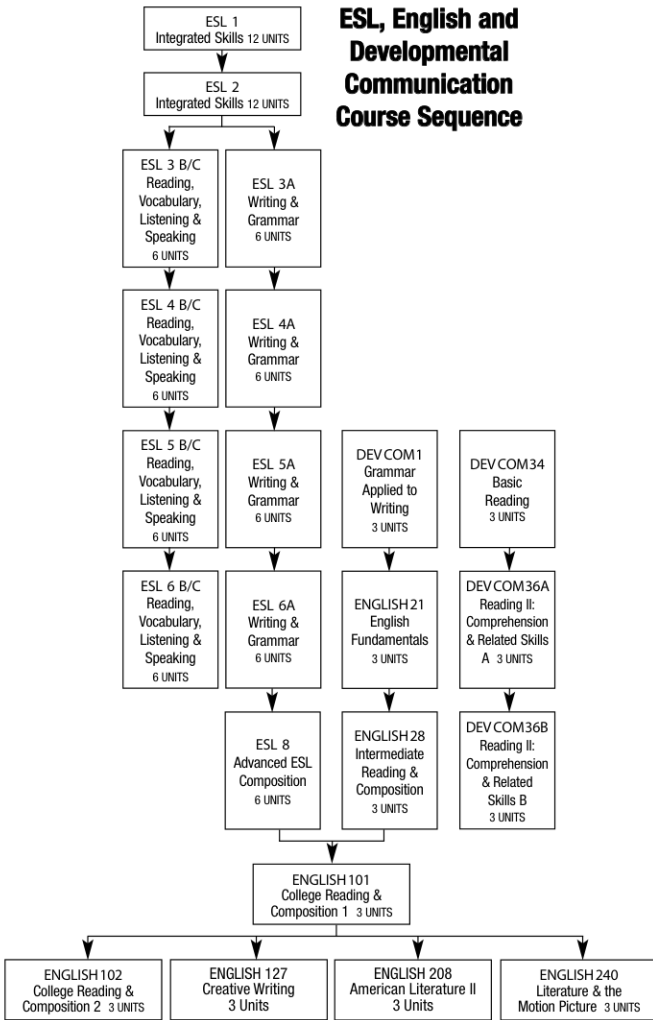 ESL, English and
Developmental
Communication
Course Sequence
ESL 1
Integrated Skills 12 UNITS
ESL 2
Integrated Skills 12 UNITS
ESL 3 B/C
Reading,
Vocabulary,
Listening &
Speaking
6 UNITS
ESL 3A
Writing &
Grammar
6 UNITS
ESL 4 B/C
Reading,
Vocabulary,
Listening &
Speaking
6 UNITS
ESL 4A
Writing &
Grammar
6 UNITS
ESL 5 B/C
Reading,
Vocabulary,
Listening &
Speaking
6 UNITS
ESL 5A
Writing &
Grammar
6 UNITS
DEV COM 1
Grammar
Applied to
Writing
3 UNITS
DEV COM 34
Basic
Reading
3 UNITS
ESL 6 B/C
Reading,
Vocabulary,
Listening &
Speaking
6 UNITS
ESL 6A
Writing &
Grammar
6 UNITS
ENGLISH 21
English
Fundamentals
3 UNITS
DEV COM 36A
Reading II:
Comprehension
& Related Skills
A 3 UNITS
ESL 8
Advanced ESL
Composition
6 UNITS
ENGLISH 28
Intermediate
Reading &
Composition
3 UNITS
DEV COM 36B
Reading II:
Comprehension
& Related
Skills B
3 UNITS
ENGLISH 101
College Reading &
Composition 1 3 UNITS
ENGLISH 102
College Reading &
Composition 2 3 UNITS
ENGLISH 127
Creative Writing
3 Units
ENGLISH 208
American Literature II
3 Units
ENGLISH 240
Literature & the
Motion Picture 3 UNITS